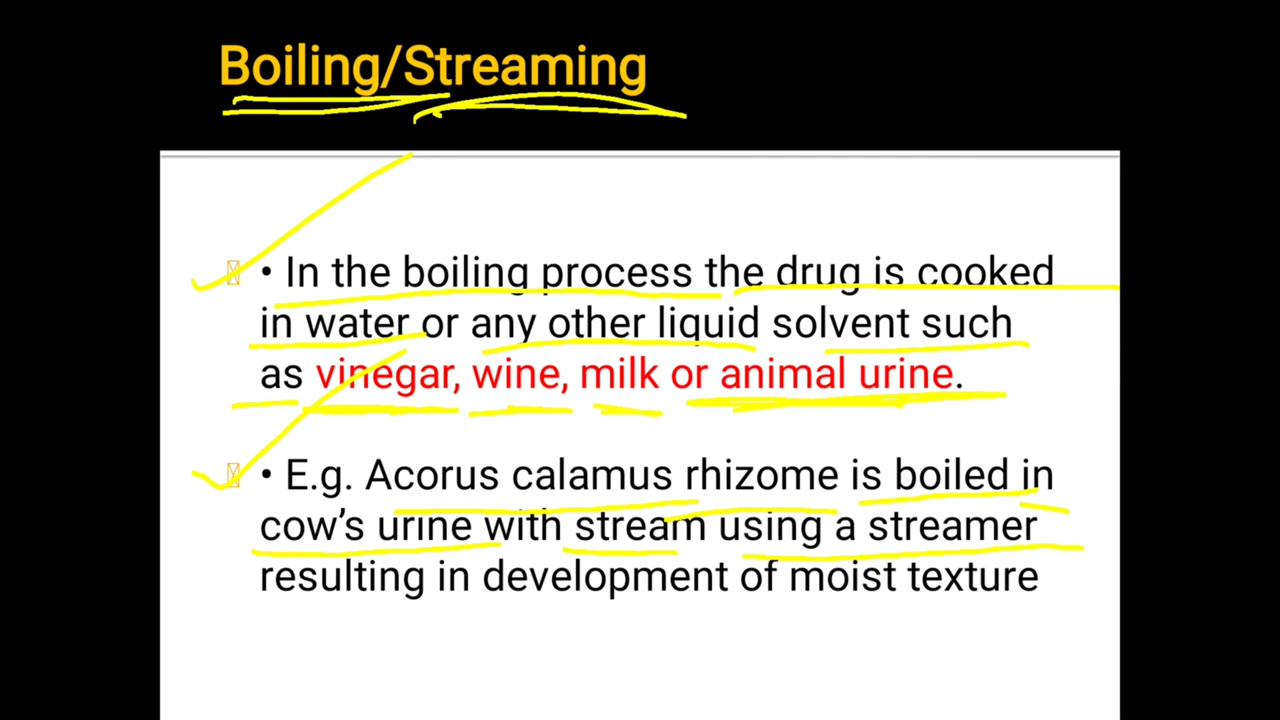 Boiling/Streaming
• In the boiling process the drug is cooked
in water or any other liquid solvent such
as vinegar, wine, milk or animal urine.
• E.g. Acorus calamus rhizome is boiled in
cow’s urine with stream using a streamer
resulting in development of moist texture